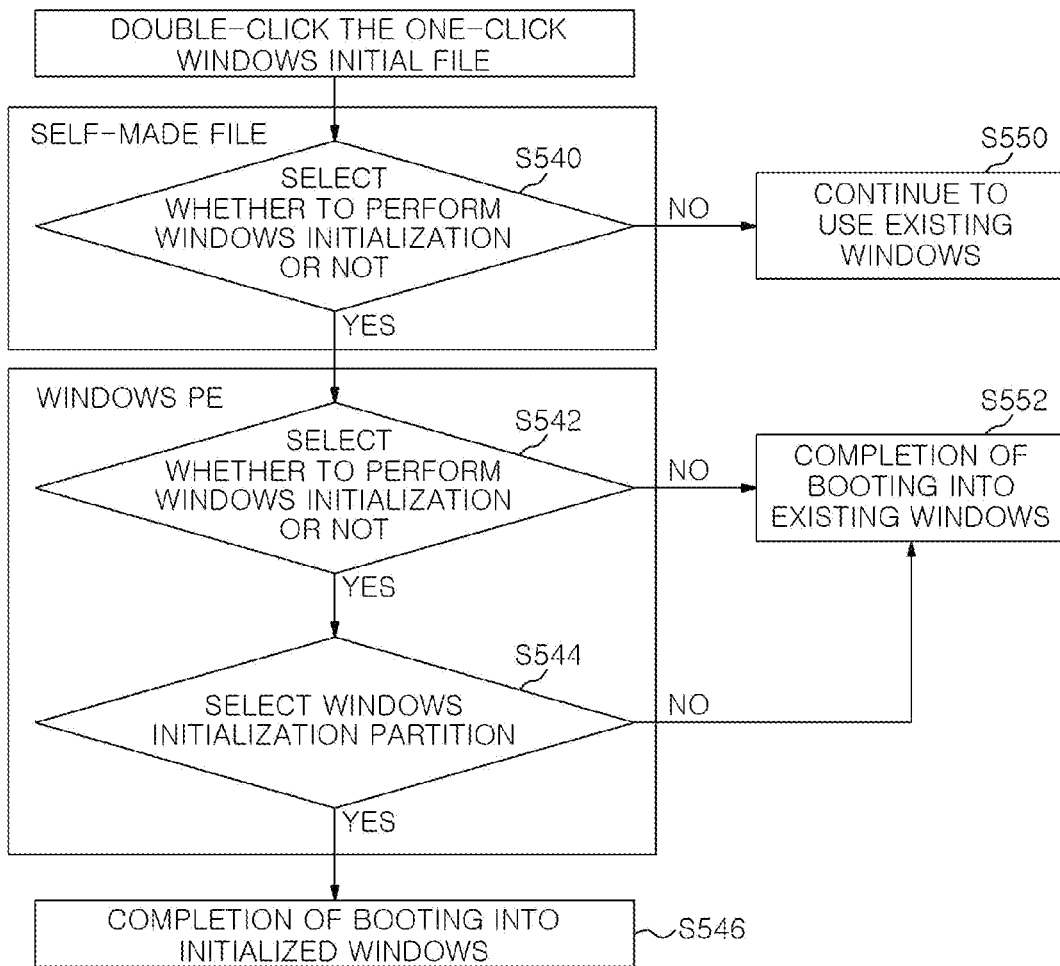 DOUBLE-CLICK THE ONE-CLICK
WINDOWS INITIAL FILE
SELF-MADE FILE
S540
SELECT
WHETHER TO PERFORM
WINDOWS INITIALIZATION
OR NOT
NO
YES
S550
CONTINUE TO
USE EXISTING
WINDOWS
WINDOWS PE
S542
SELECT
WHETHER TO PERFORM
WINDOWS INITIALIZATION
OR NOT
NO
YES
S552
COMPLETION OF
BOOTING INTO
EXISTING WINDOWS
S544
SELECT WINDOWS
INITIALIZATION PARTITION
NO
YES
COMPLETION OF BOOTING INTO
INITIALIZED WINDOWS
S546